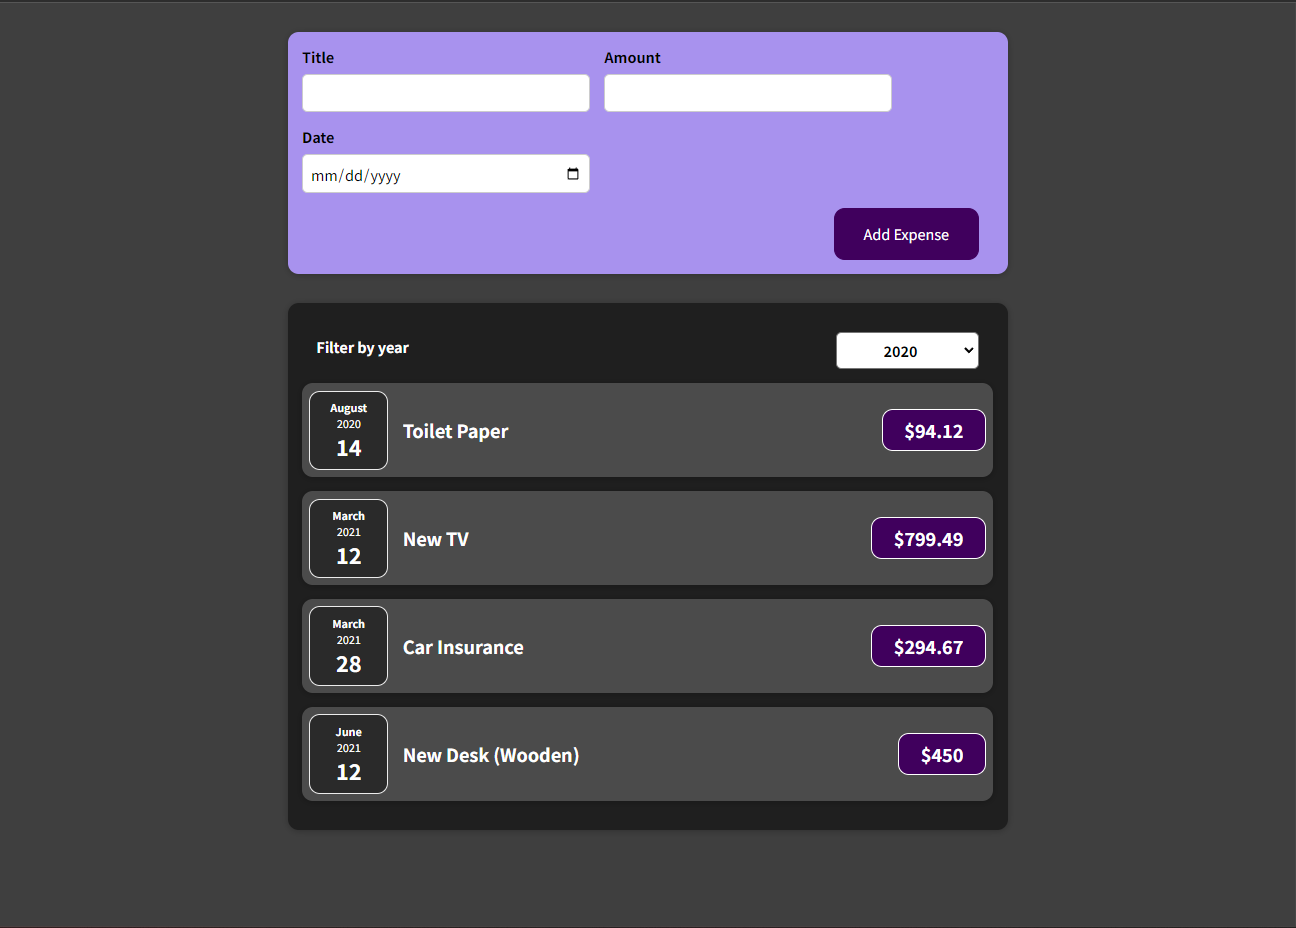 Title Amount
Date
mm/dd/yyyy
Add Expense
Filter by year 2020
August
2020
14
Toilet Paper
$94.12
March
2021
12
New TV
$799.49
March
2021
28
Car Insurance
$294.67
June
2021
12
New Desk (Wooden)
$450